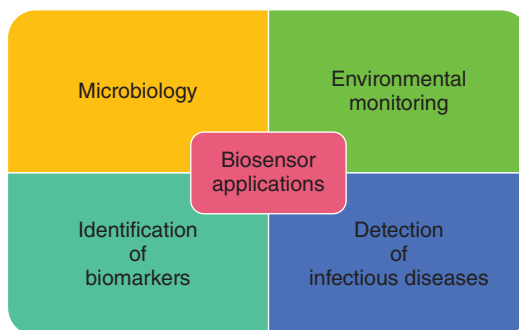 Microbiology
Environmental
monitoring
Biosensor
applications
Identification
of
biomarkers
Detection
of
infectious diseases